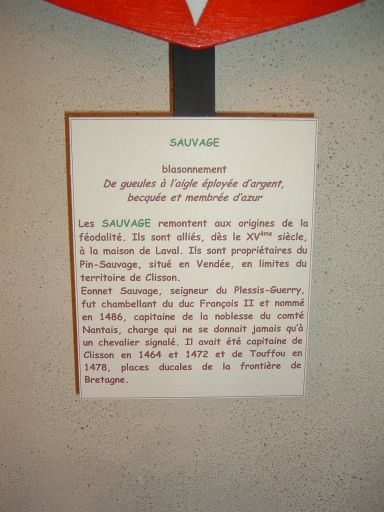 SAUVAGE
blasonnement
De gueules à l'aigle éployée d'argent,
becquée et membrée d'azur
Les SAUVAGE remontent aux origines de la
féodalité. Ils sont alliés, dès le XVème siècle,
à la maison de Laval. Ils sont propriétaires du
Pin-Sauvage, situé en Vendée, en limites du
territoire de Clisson.
Eonnet Sauvage, seigneur du Plessis-Guerry,
fut chambellant du duc François II et nommé
en 1486, capitaine de la noblesse du comté
Nantais, charge qui ne se donnait jamais qu'à
un chevalier signalé. Il avait été capitaine de
Clisson en 1464 et 1472 et de Touffou en
1478, places ducales de la frontière de
Bretagne.